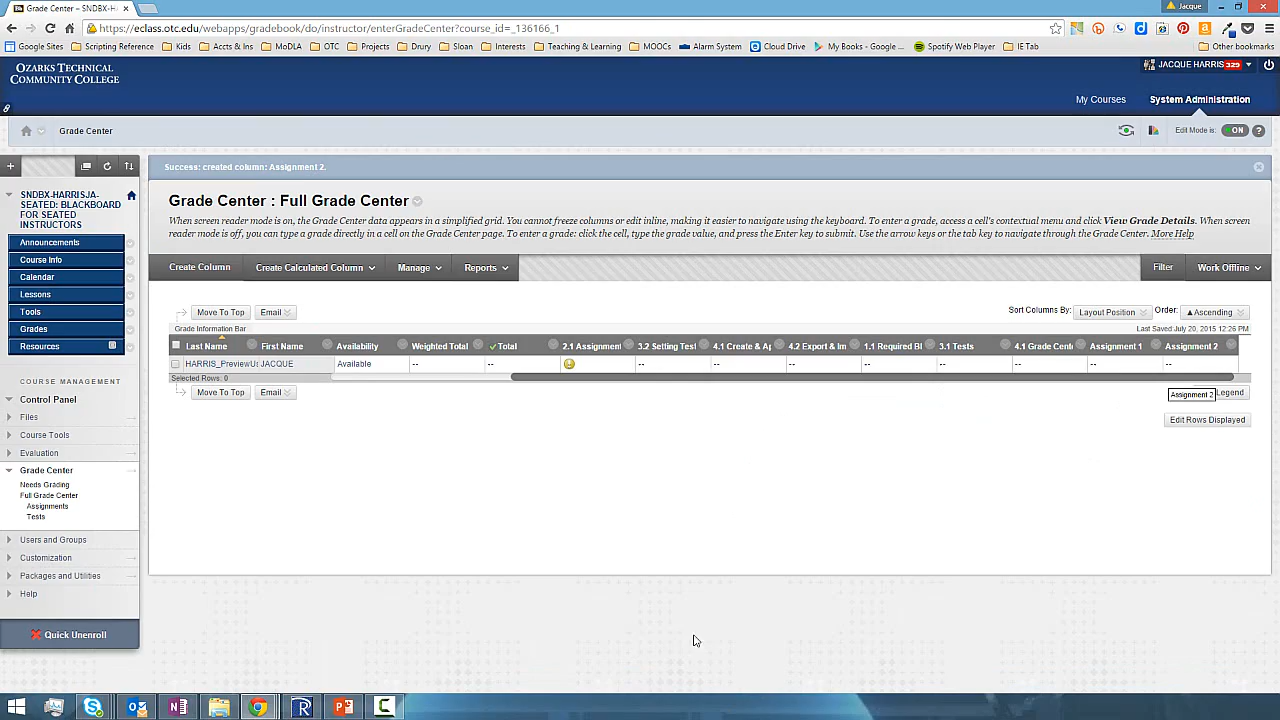 Grade Center – SNDBX-H
Jacque
https://eclass.otc.edu/webapps/gradebook/do/instructor/enterGradeCenter?course_id=_136166_1
Google Sites Scripting Reference Kids Accts & Ins MoDLA OTC Projects Drury Sloan Interests Teaching & Learning MOOCs Alarm System Cloud Drive My Books - Google ... Spotify Web Player IE Tab Other bookmarks
OZARKS TECHNICAL
COMMUNITY COLLEGE
JACQUE HARRIS 329
My Courses System Administration
Grade Center
Edit Mode is: ON ?
Success: created column: Assignment 2.
SNDBX-HARRISJA-
SEATED: BLACKBOARD
FOR SEATED
INSTRUCTORS
Announcements
Course Info
Calendar
Lessons
Tools
Grades
Resources
COURSE MANAGEMENT
Control Panel
Files
Course Tools
Evaluation
Grade Center
Needs Grading
Full Grade Center
Assignments
Tests
Users and Groups
Customization
Packages and Utilities
Help
Quick Unenroll
Grade Center : Full Grade Center
When screen reader mode is on, the Grade Center data appears in a simplified grid. You cannot freeze columns or edit inline, making it easier to navigate using the keyboard. To enter a grade, access a cell's contextual menu and click View Grade Details. When
screen reader mode is off, you can type a grade directly in a cell on the Grade Center page. To enter a grade: click the cell, type the grade value, and press the Enter key to submit. Use the arrow keys or the tab key to navigate through the Grade Center. More Help
Create Column Create Calculated Column Manage Reports Filter Work Offline
Move To Top Email Sort Columns By: Layout Position Order: ▲Ascending
Grade Information Bar Last Saved:July 20, 2015 12:26 PM
Last Name First Name Availability Weighted Total Total 2.1 Assignment 3.2 Setting Test 4.1 Create & Ap 4.2 Export & Im 1.1 Required Bl 3.1 Tests 4.1 Grade Cent Assignment 1 Assignment 2
HARRIS_PreviewUs JACQUE Available -- -- -- -- -- -- -- -- -- --
Selected Rows: 0
Move To Top Email Assignment 2 Legend
Edit Rows Displayed